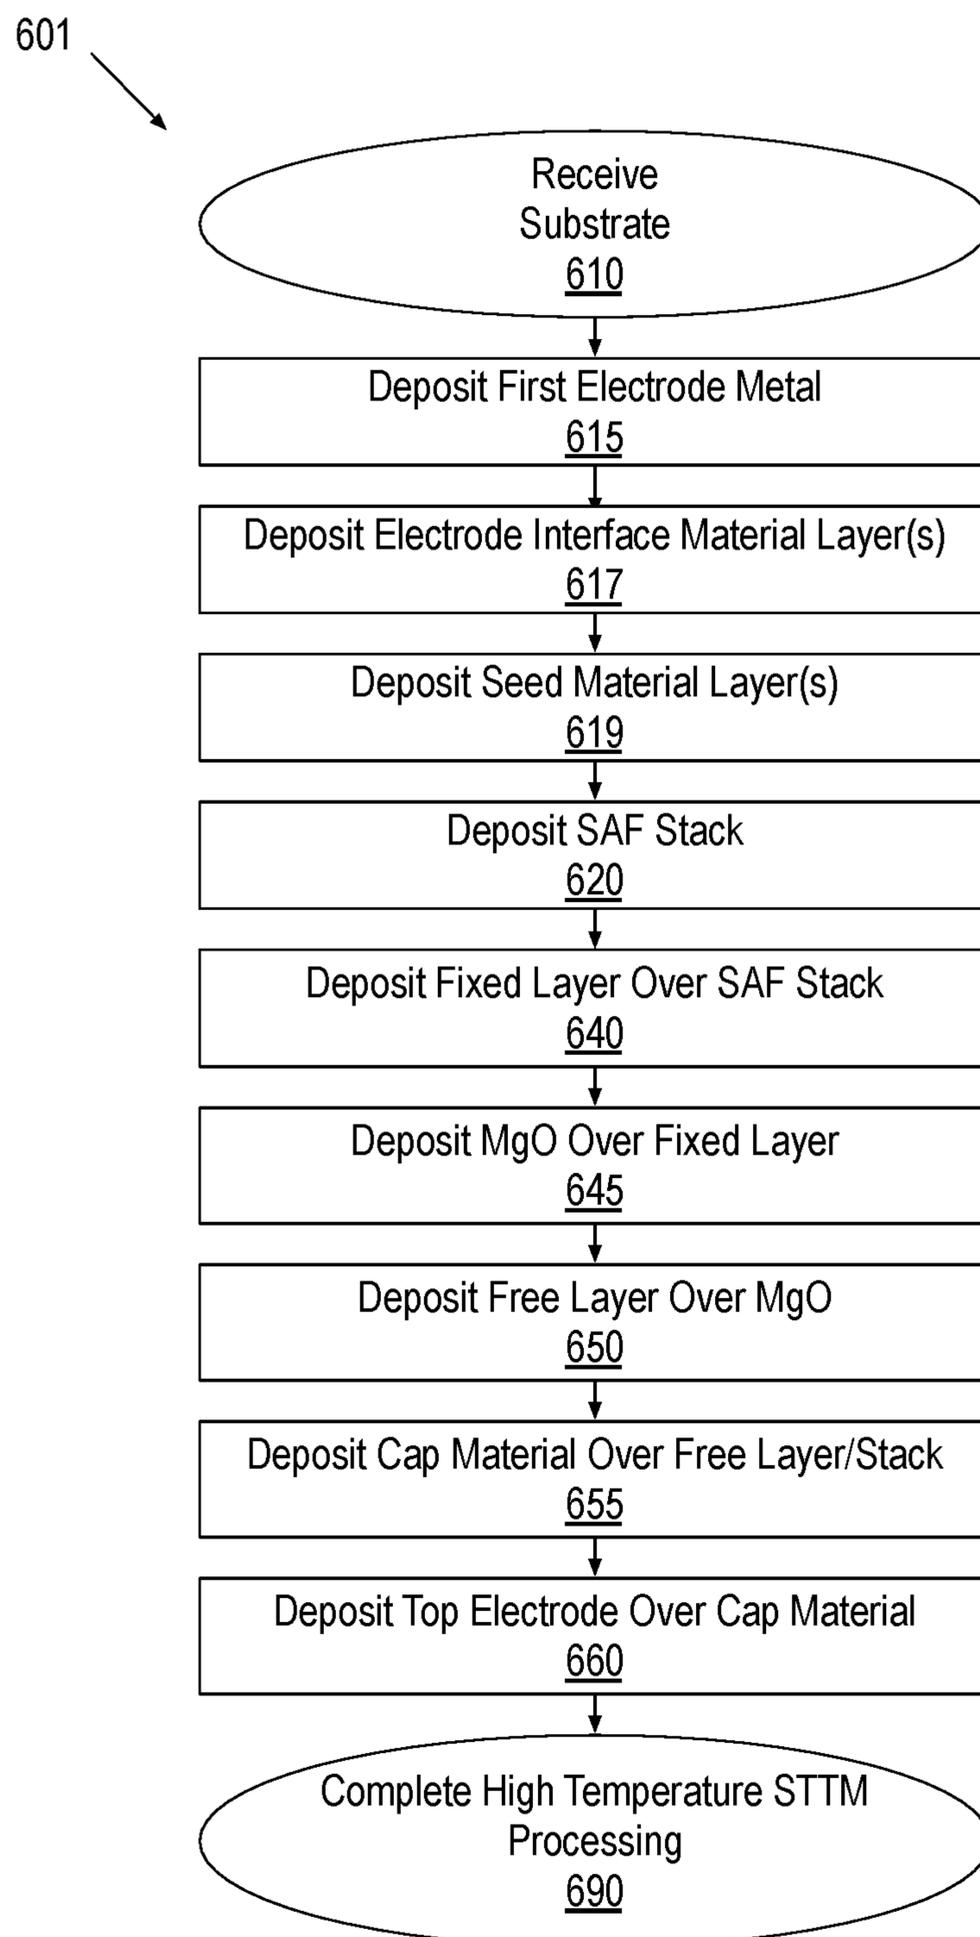 601
Receive
Substrate
610
Deposit First Electrode Metal
615
Deposit Electrode Interface Material Layer(s)
617
Deposit Seed Material Layer(s)
619
Deposit SAF Stack
620
Deposit Fixed Layer Over SAF Stack
640
Deposit MgO Over Fixed Layer
645
Deposit Free Layer Over MgO
650
Deposit Cap Material Over Free Layer/Stack
655
Deposit Top Electrode Over Cap Material
660
Complete High Temperature STTM
Processing
690